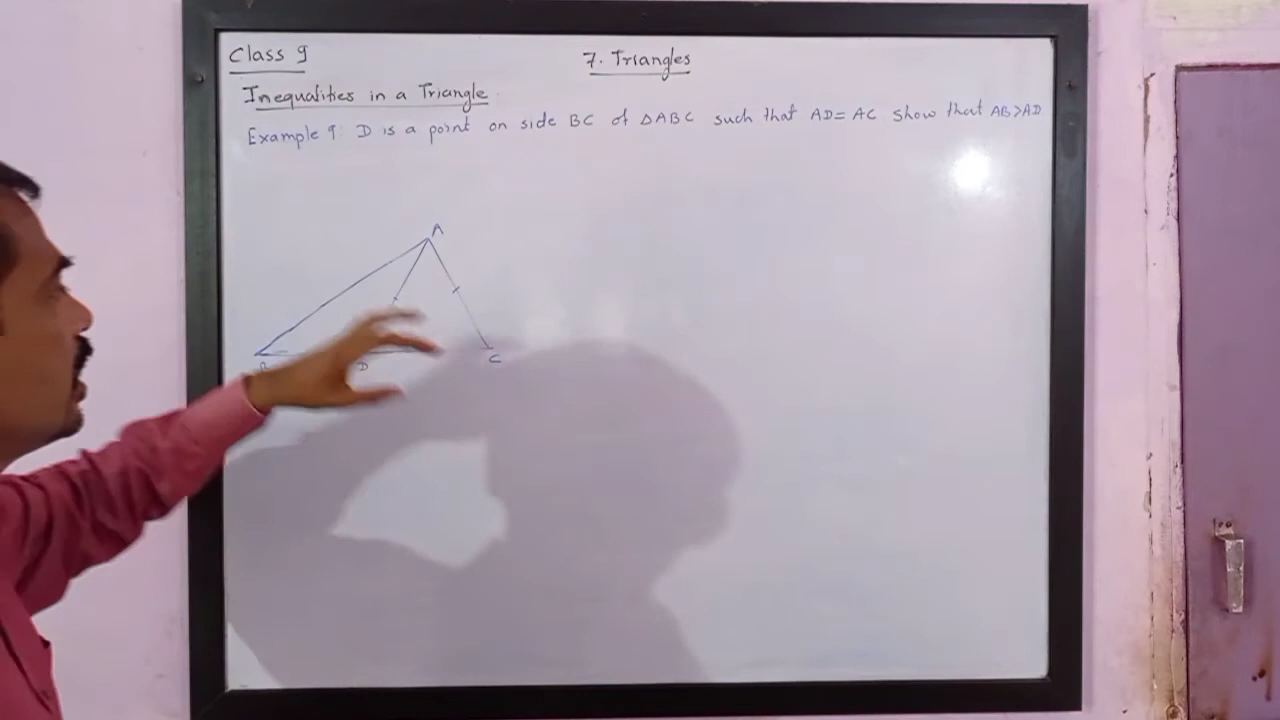 Class 9
7. Triangles
Inequalities in a Triangle
Example 9: D is a point on side BC of ΔABC such that AD = AC show that AB>AD
A
B D C